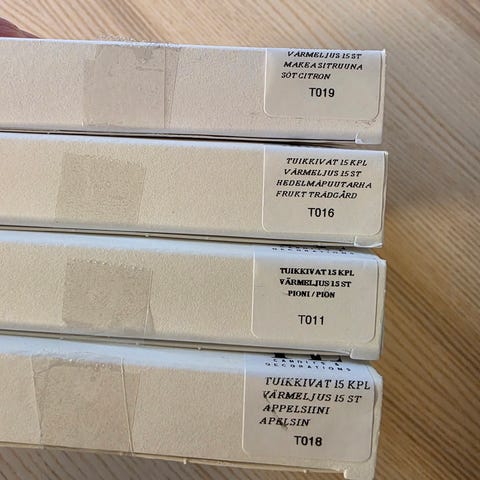 VÄRMELJUS 15 ST
MAKEA SITRUUNA
SÖT CITRON
T019
TUIKKIVAT 15 KPL
VÄRMELJUS 15 ST
HEDELMÄPUUTARHA
FRUKT TRÄDGÅRD
T016
TUIKKIVAT 15 KPL
VÄRMELJUS 15 ST
PIONI / PION
T011
CANDLES &
DECORATIONS
TUIKKIVAT 15 KPL
VÄRMELJUS 15 ST
APPELSIINI
APELSIN
T018